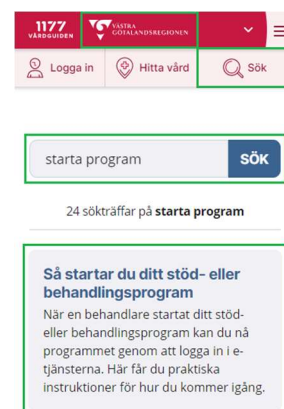 1177
VÅRDGUIDEN
VÄSTRA
GÖTALANDSREGIONEN
Logga in
Hitta vård
Sök
starta program
SÖK
24 sökträffar på starta program
Så startar du ditt stöd- eller
behandlingsprogram
När en behandlare startat ditt stöd-
eller behandlingsprogram kan du nå
programmet genom att logga in i e-
tjänsterna. Här får du praktiska
instruktioner för hur du kommer igång.